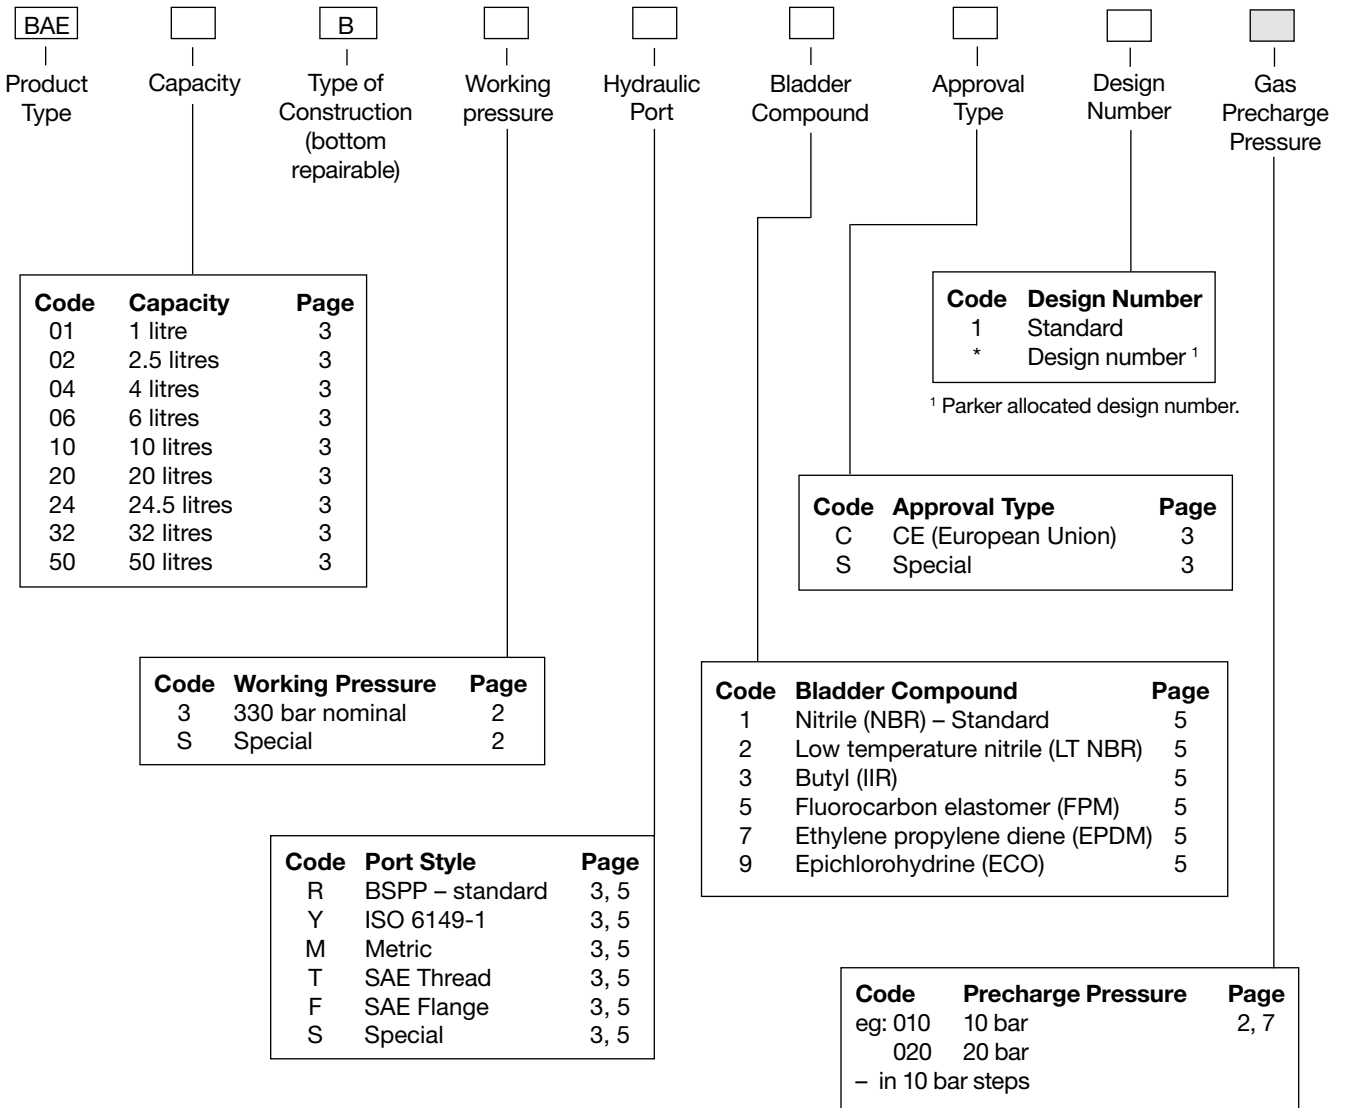 BAE B
Product Type
Capacity
Type of Construction (bottom repairable)
Working pressure
Hydraulic Port
Bladder Compound
Approval Type
Design Number
Gas Precharge Pressure
Code Capacity Page
01 1 litre 3
02 2.5 litres 3
04 4 litres 3
06 6 litres 3
10 10 litres 3
20 20 litres 3
24 24.5 litres 3
32 32 litres 3
50 50 litres 3
Code Design Number
1 Standard
* Design number ¹
¹ Parker allocated design number.
Code Approval Type Page
C CE (European Union) 3
S Special 3
Code Working Pressure Page
3 330 bar nominal 2
S Special 2
Code Bladder Compound Page
1 Nitrile (NBR) – Standard 5
2 Low temperature nitrile (LT NBR) 5
3 Butyl (IIR) 5
5 Fluorocarbon elastomer (FPM) 5
7 Ethylene propylene diene (EPDM) 5
9 Epichlorohydrine (ECO) 5
Code Port Style Page
R BSPP – standard 3, 5
Y ISO 6149-1 3, 5
M Metric 3, 5
T SAE Thread 3, 5
F SAE Flange 3, 5
S Special 3, 5
Code Precharge Pressure Page
eg: 010 10 bar 2, 7
020 20 bar
– in 10 bar steps